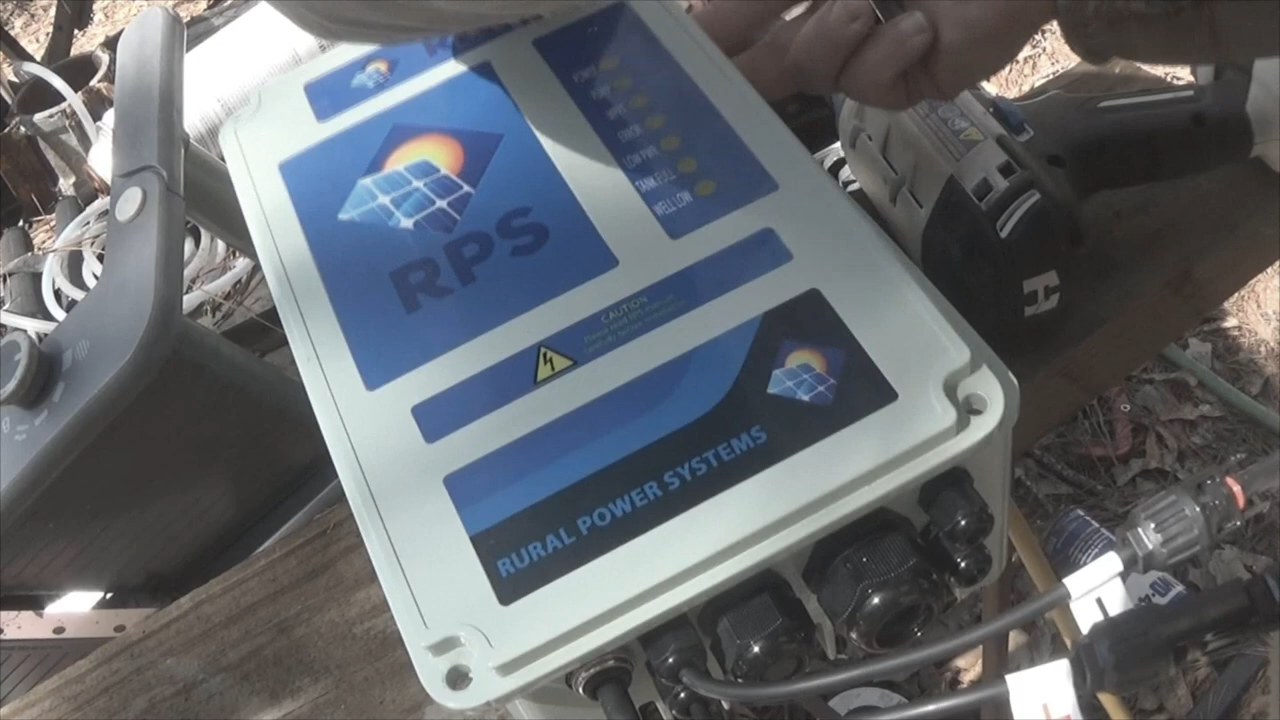 RPS
POWER
PUMP
MPPT
ERROR
LOW PWR
TANK FULL
WELL LOW
CAUTION
RURAL POWER SYSTEMS